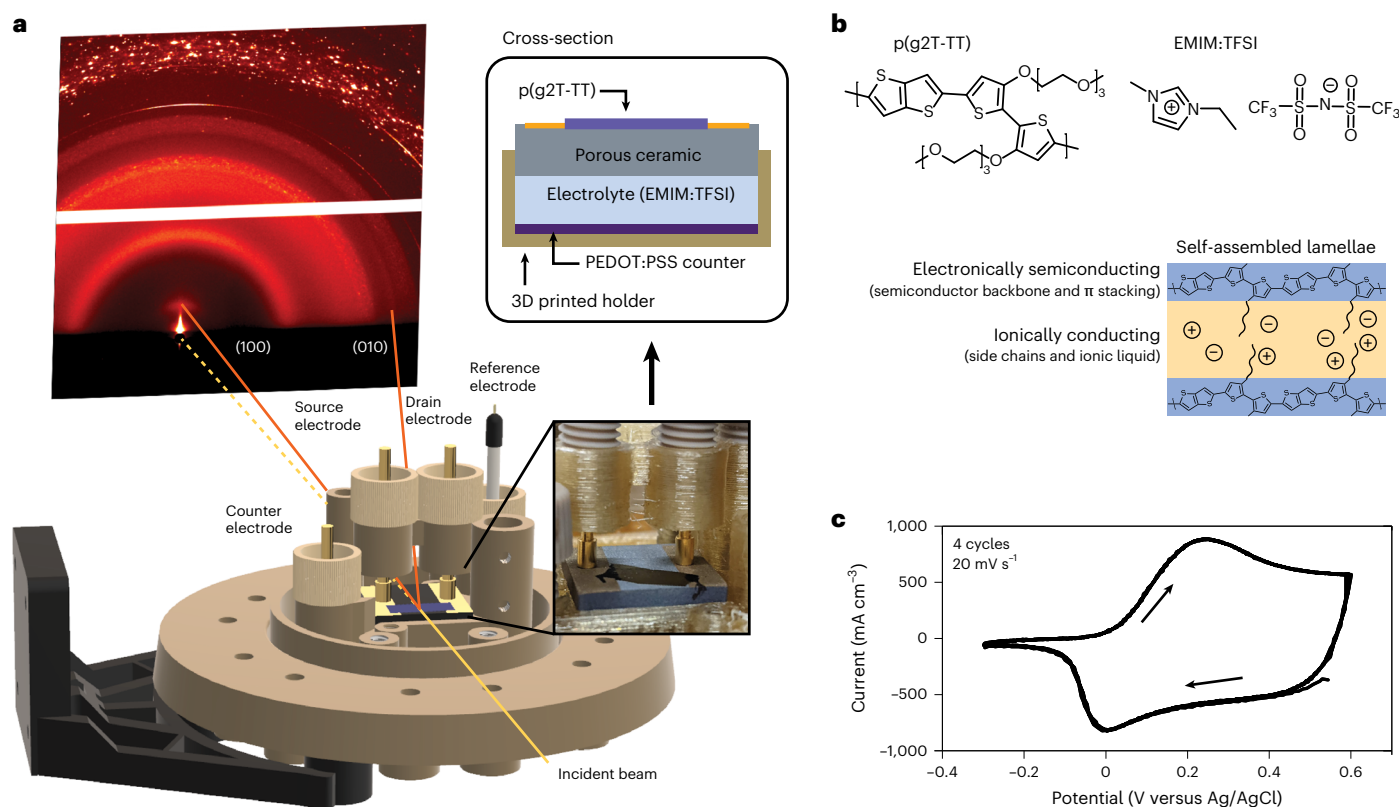 a
Cross-section
p(g2T-TT)
Porous ceramic
Electrolyte (EMIM:TFSI)
PEDOT:PSS counter
3D printed holder
(100)
(010)
Source
electrode
Drain
electrode
Reference
electrode
Counter
electrode
Incident beam
b
p(g2T-TT)
EMIM:TFSI
S
S
S
S
O
O
3
O
O
3
N
N
+
CF3
S
O
O
N
−
S
O
O
CF3
Self-assembled lamellae
Electronically semiconducting
(semiconductor backbone and π stacking)
Ionically conducting
(side chains and ionic liquid)
c
4 cycles
20 mV s⁻¹
Current (mA cm⁻³)
1,000
500
0
−500
−1,000
−0.4
−0.2
0
0.2
0.4
0.6
Potential (V versus Ag/AgCl)